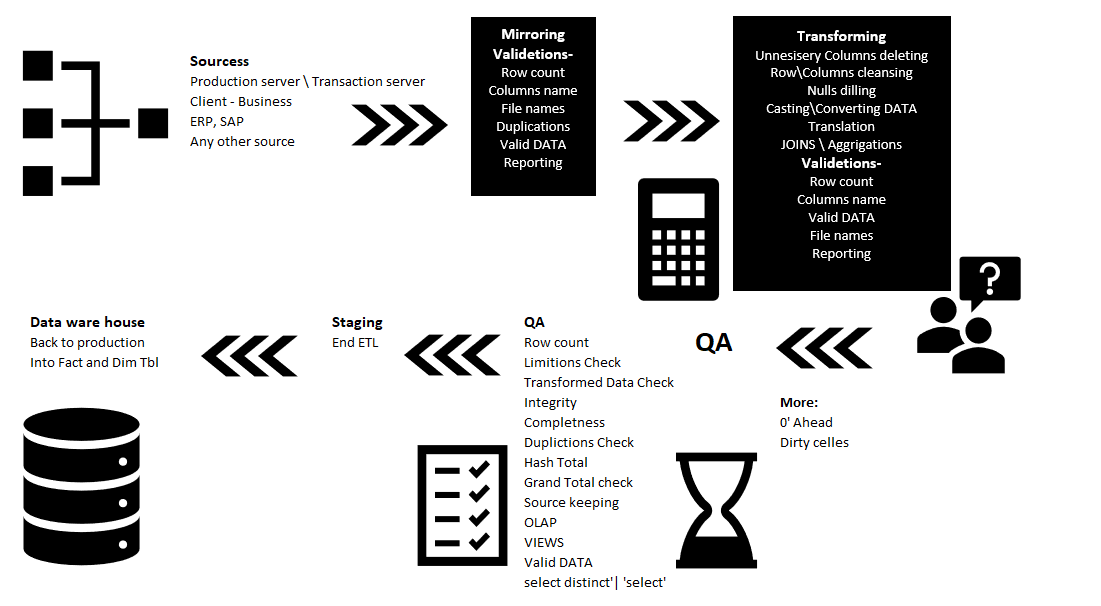 Sourcess
Production server \ Transaction server
Client - Business
ERP, SAP
Any other source
Mirroring
Validetions-
Row count
Columns name
File names
Duplications
Valid DATA
Reporting
Transforming
Unnesisery Columns deleting
Row\Columns cleansing
Nulls dilling
Casting\Converting DATA
Translation
JOINS \ Aggrigations
Validetions-
Row count
Columns name
Valid DATA
File names
Reporting
?
More:
0' Ahead
Dirty celles
QA
QA
Row count
Limitions Check
Transformed Data Check
Integrity
Completness
Duplictions Check
Hash Total
Grand Total check
Source keeping
OLAP
VIEWS
Valid DATA
select distinct'| 'select'
Staging
End ETL
Data ware house
Back to production
Into Fact and Dim Tbl